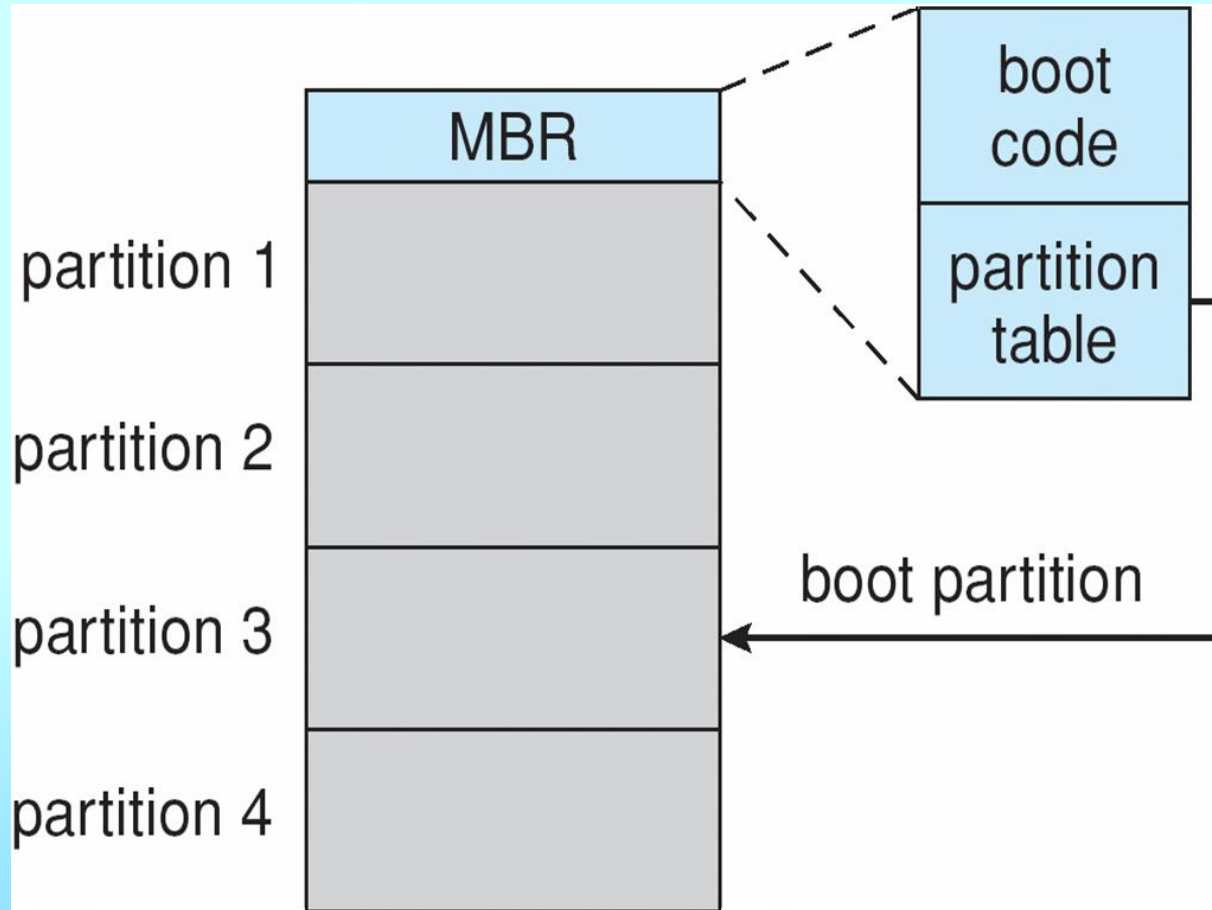 boot
code
MBR
partition
table
partition 1
partition 2
boot partition
partition 3
partition 4